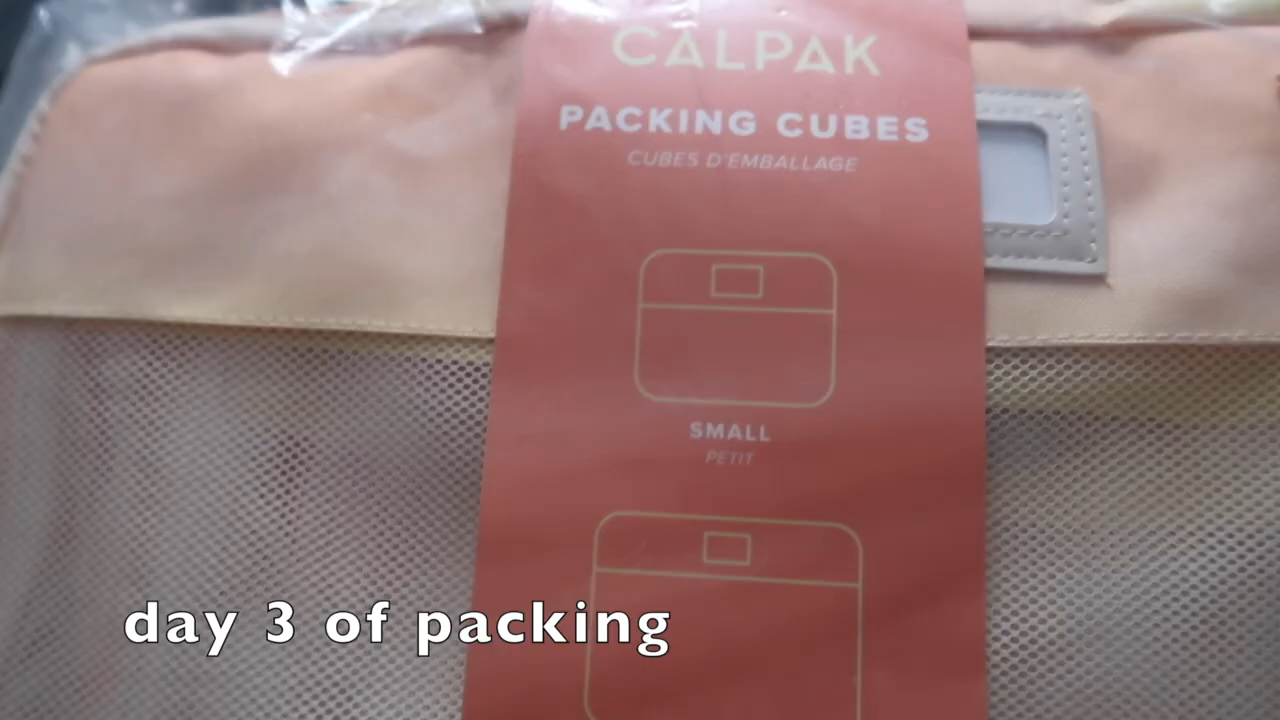 CALPAK
PACKING CUBES
CUBES D'EMBALLAGE
SMALL
PETIT
day 3 of packing